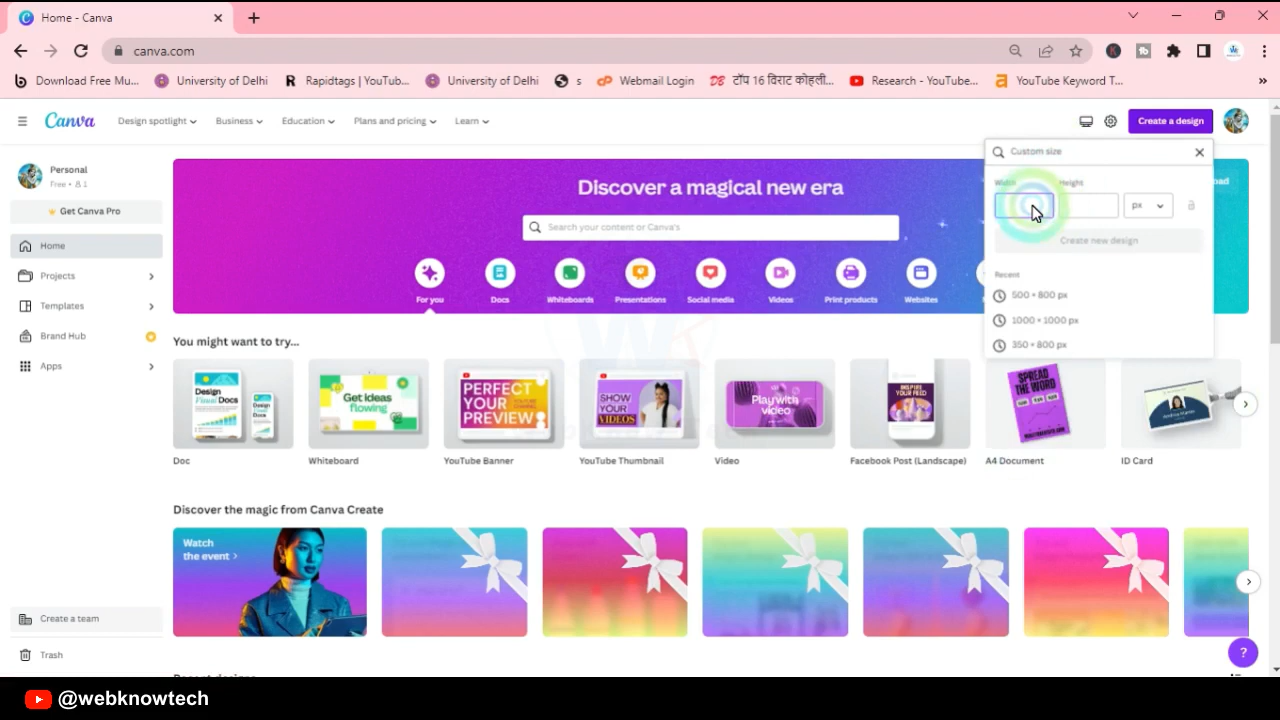 Home - Canva
canva.com
Download Free Mu...
University of Delhi
Rapidtags | YouTub...
University of Delhi
s
Webmail Login
टॉप 16 विराट कोहली...
Research - YouTube...
YouTube Keyword T...
Canva
Design spotlight
Business
Education
Plans and pricing
Learn
Create a design
Personal
Free • 1
Get Canva Pro
Home
Projects
Templates
Brand Hub
Apps
Create a team
Trash
Discover a magical new era
Search your content or Canva's
For you
Docs
Whiteboards
Presentations
Social media
Videos
Print products
Websites
Custom size
Width
Height
px
Create new design
Recent
500 × 800 px
1000 × 1000 px
350 × 800 px
You might want to try...
Design Visual Docs
Get Ideas flowing
PERFECT YOUR PREVIEW
SHOW YOUR VIDEOS
Play with video
INSPIRE YOUR FEED
SPREAD THE WORD
Doc
Whiteboard
YouTube Banner
YouTube Thumbnail
Video
Facebook Post (Landscape)
A4 Document
ID Card
Discover the magic from Canva Create
Watch
the event >
?
@webknowtech